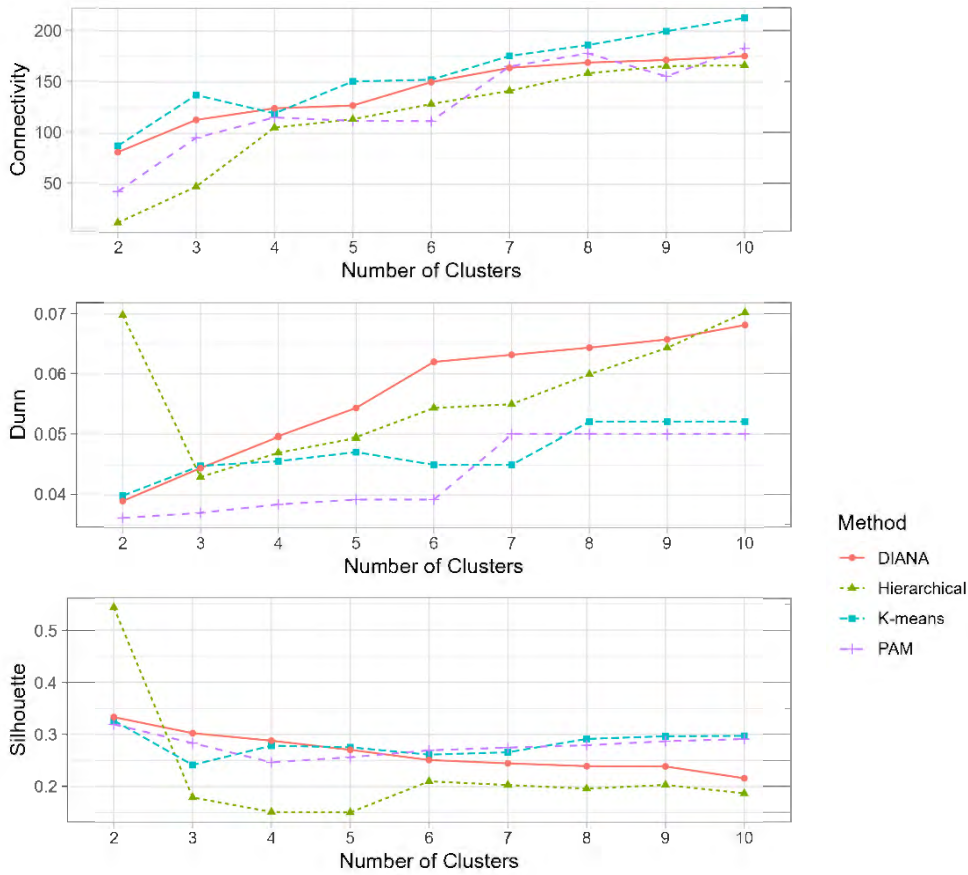 Connectivity
200
150
100
50
2 3 4 5 6 7 8 9 10
Number of Clusters
Dunn
0.07
0.06
0.05
0.04
2 3 4 5 6 7 8 9 10
Number of Clusters
Silhouette
0.5
0.4
0.3
0.2
2 3 4 5 6 7 8 9 10
Number of Clusters
Method
DIANA
Hierarchical
K-means
PAM